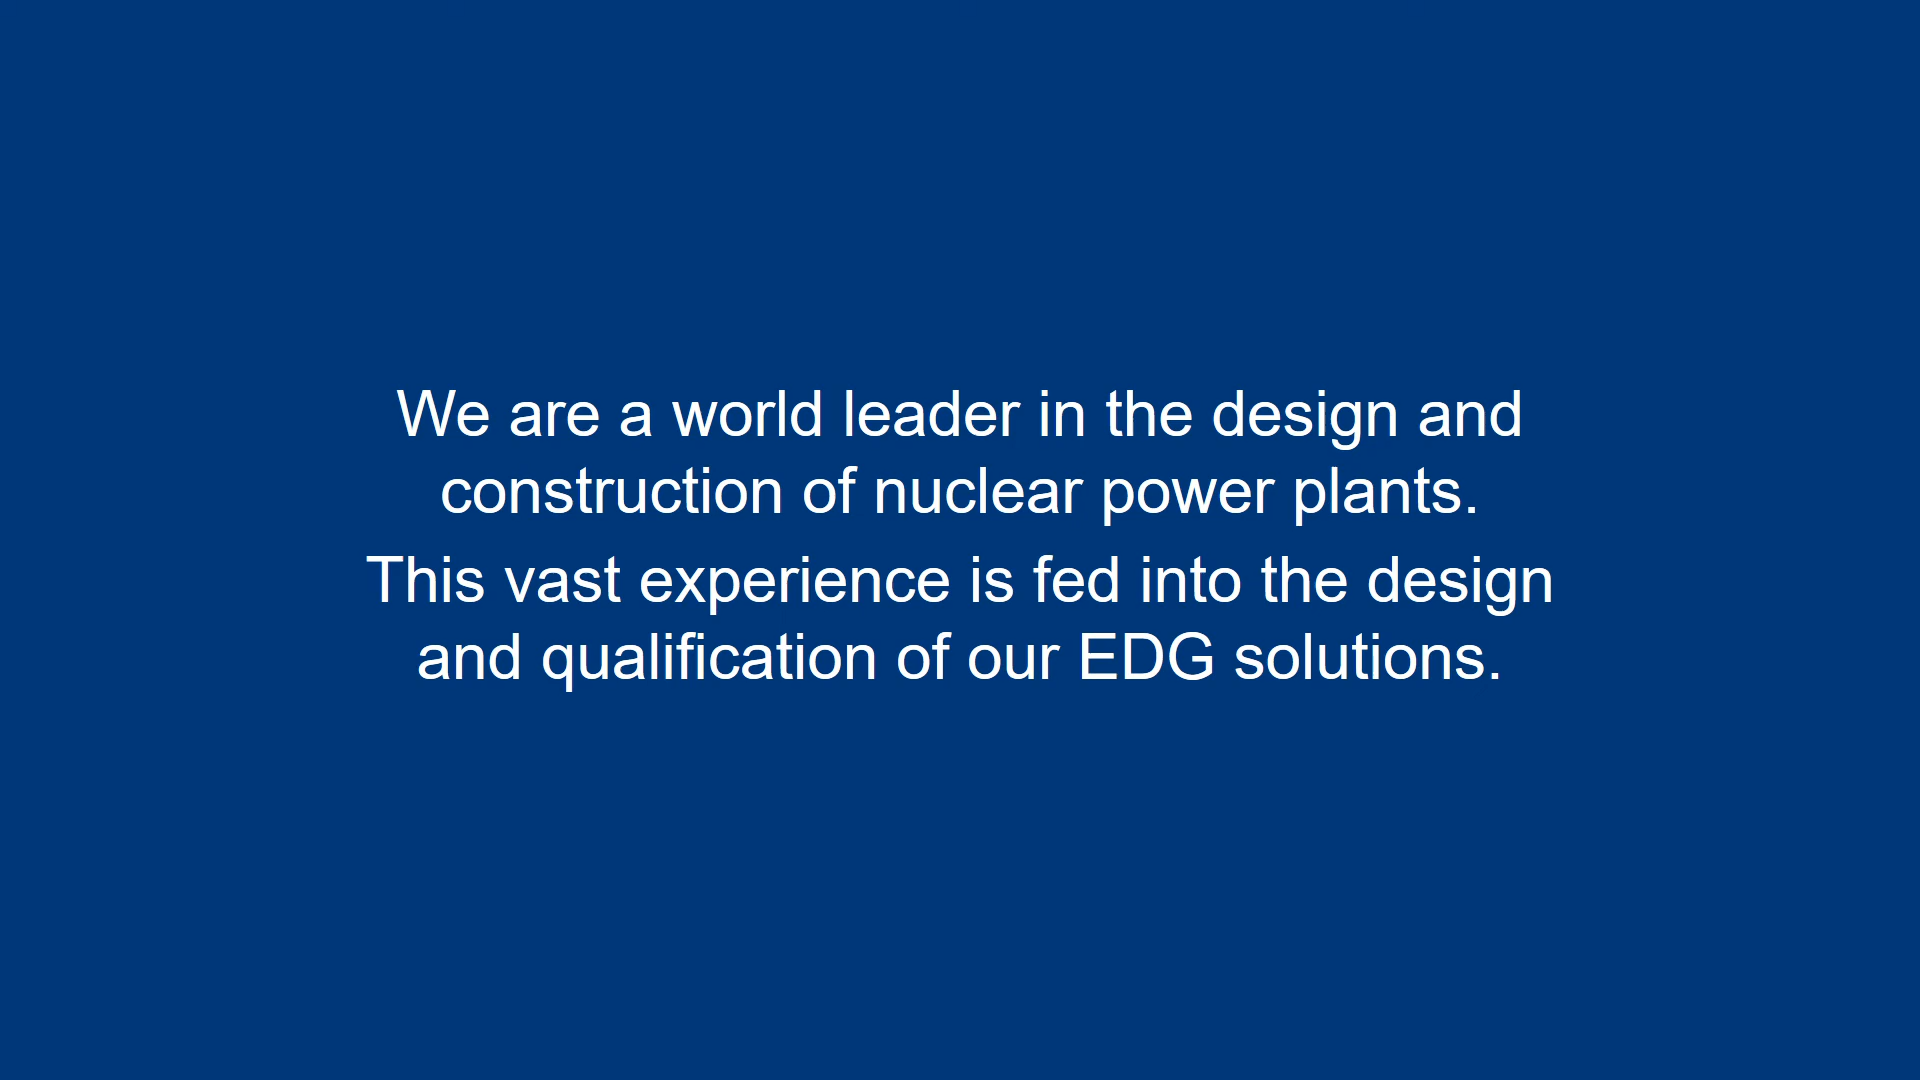 We are a world leader in the design and
construction of nuclear power plants.
This vast experience is fed into the design
and qualification of our EDG solutions.